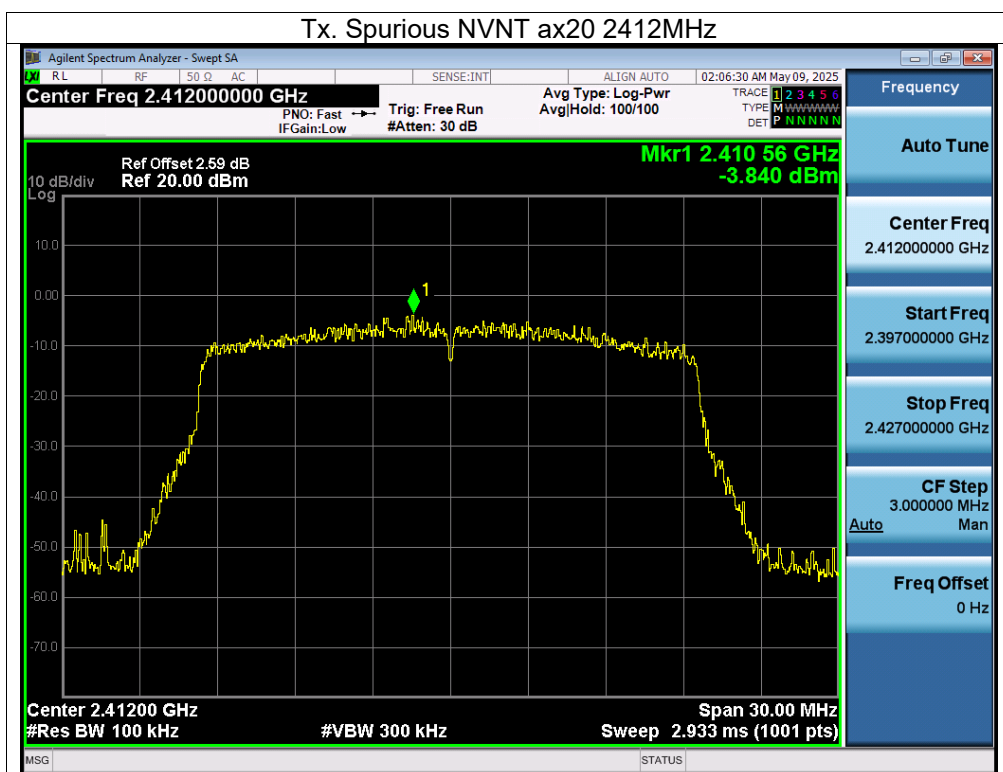 Tx. Spurious NVNT ax20 2412MHz
Agilent Spectrum Analyzer - Swept SA
LXI RL RF 50 Ω AC SENSE:INT ALIGN AUTO 02:06:30 AM May 09, 2025
Center Freq 2.412000000 GHz
PNO: Fast
IFGain:Low
Trig: Free Run
#Atten: 30 dB
Avg Type: Log-Pwr
Avg|Hold: 100/100
TRACE 1 2 3 4 5 6
TYPE M WWWWW
DET P N N N N N
Mkr1 2.410 56 GHz
-3.840 dBm
Ref Offset 2.59 dB
10 dB/div Ref 20.00 dBm
Log
10.0
0.00
-10.0
-20.0
-30.0
-40.0
-50.0
-60.0
-70.0
1
Center 2.41200 GHz Span 30.00 MHz
#Res BW 100 kHz #VBW 300 kHz Sweep 2.933 ms (1001 pts)
MSG STATUS
Frequency
Auto Tune
Center Freq
2.412000000 GHz
Start Freq
2.397000000 GHz
Stop Freq
2.427000000 GHz
CF Step
3.000000 MHz
Auto Man
Freq Offset
0 Hz